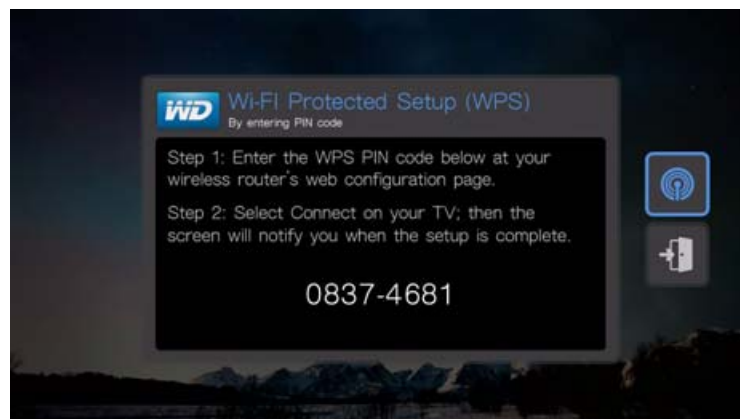 WD
Wi-FI Protected Setup (WPS)
By entering PIN code
Step 1: Enter the WPS PIN code below at your
wireless router's web configuration page.
Step 2: Select Connect on your TV; then the
screen will notify you when the setup is complete.
0837-4681